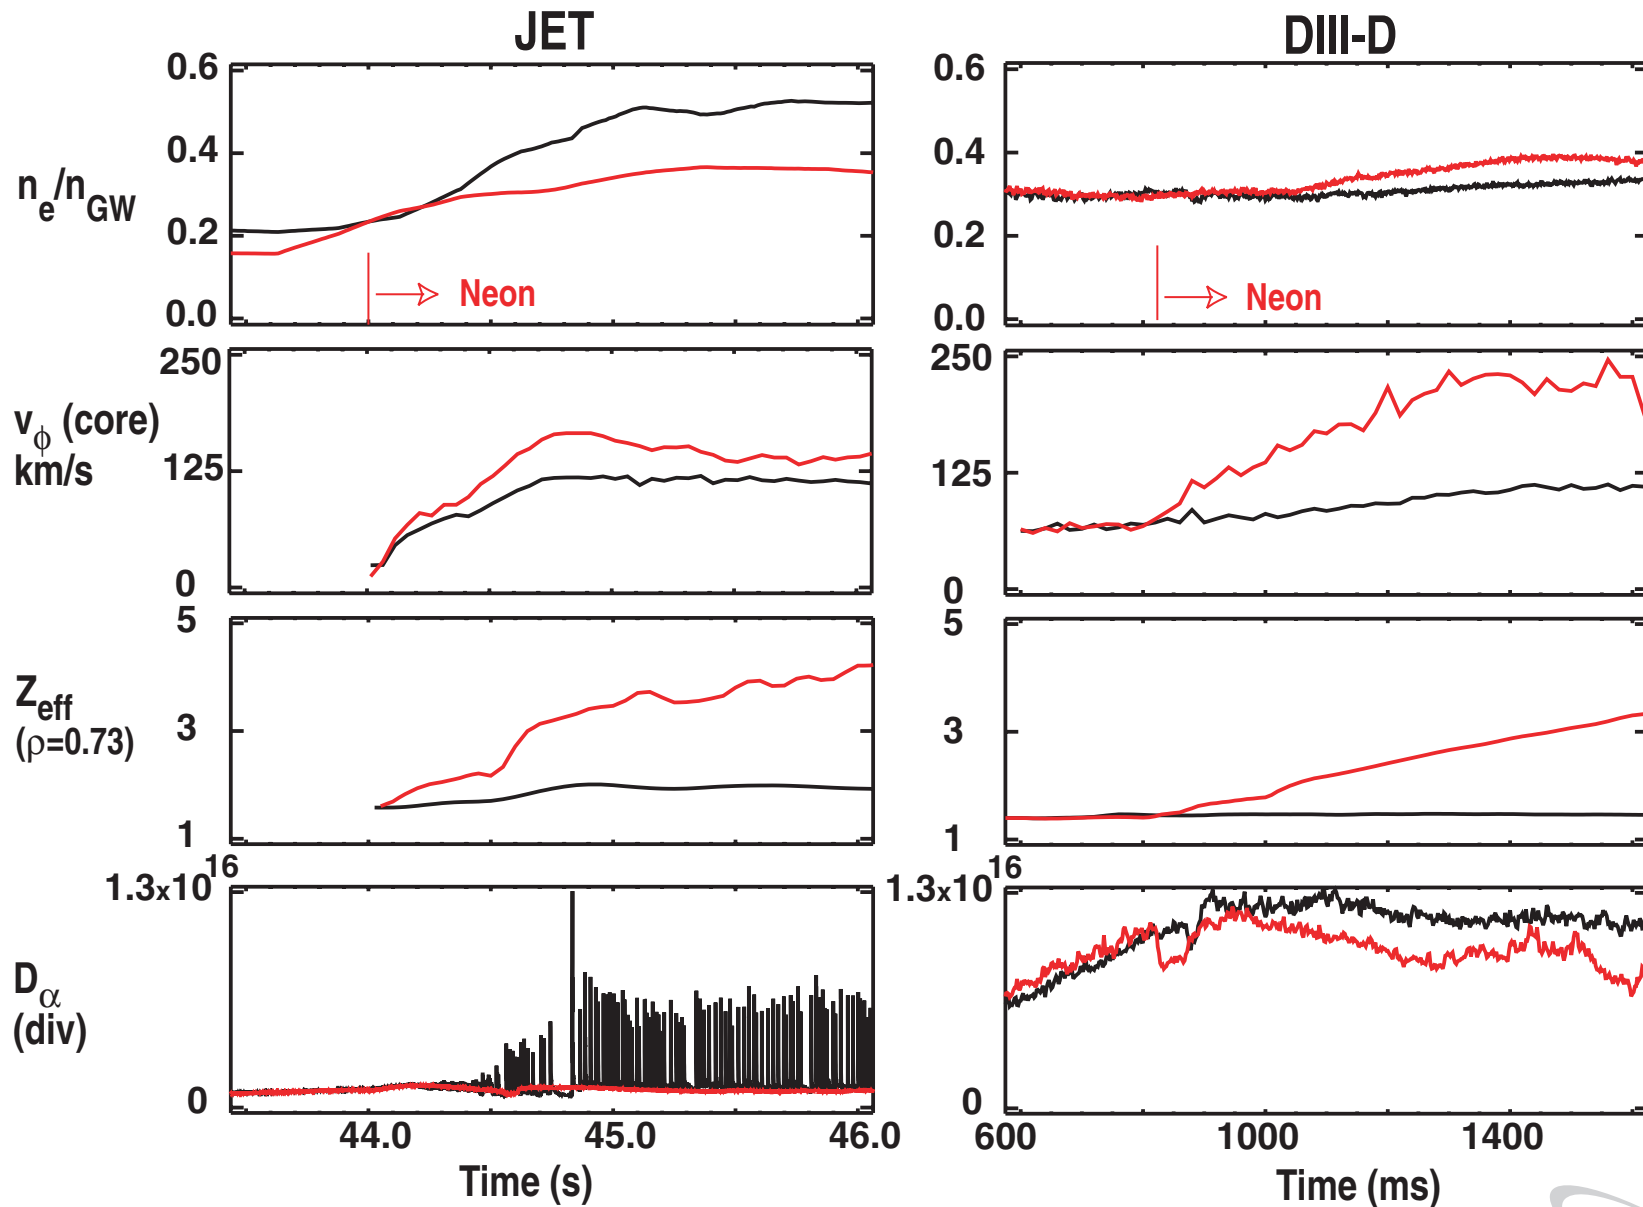 JET
DIII-D
n_e/n_GW
0.6
0.4
0.2
0.0
Neon
0.6
0.4
0.2
0.0
Neon
v_ϕ (core)
km/s
250
125
0
250
125
0
Z_eff
(ρ=0.73)
5
3
1
5
3
1
D_α
(div)
1.3x10^16
0
1.3x10^16
0
44.0 45.0 46.0
Time (s)
600 1000 1400
Time (ms)